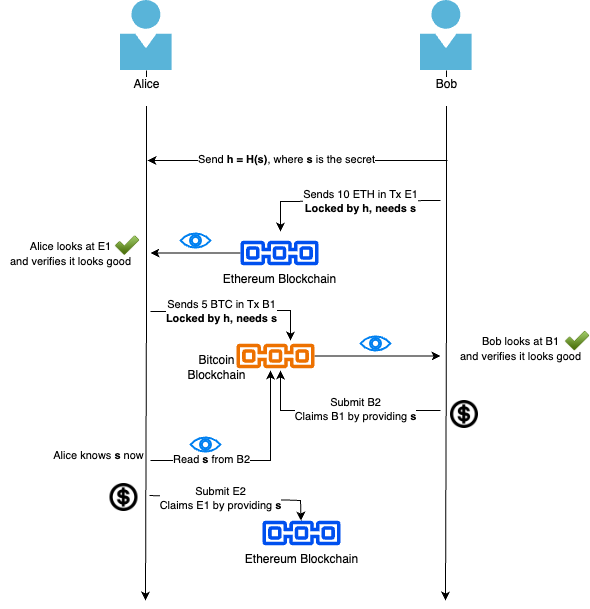 Alice
Bob
Send h = H(s), where s is the secret
Sends 10 ETH in Tx E1
Locked by h, needs s
Alice looks at E1
and verifies it looks good
Ethereum Blockchain
Sends 5 BTC in Tx B1
Locked by h, needs s
Bob looks at B1
and verifies it looks good
Bitcoin
Blockchain
Submit B2
Claims B1 by providing s
Alice knows s now
Read s from B2
Submit E2
Claims E1 by providing s
Ethereum Blockchain